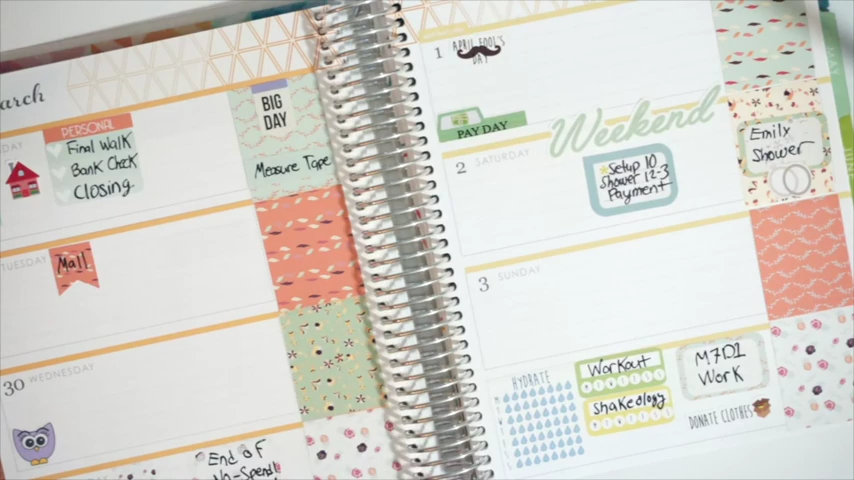 arch
DAY
PERSONAL
Final Walk
Bank Check
Closing
BIG
DAY
Measure Tape
TUESDAY
Mall
30 WEDNESDAY
End of
No-Spend!
1
APRIL FOOL'S
DAY
PAY DAY
Weekend
2 SATURDAY
Setup 10
Shower 12-3
Payment
Emily
Shower
3 SUNDAY
HYDRATE
Workout
Shakeology
M7D1
Work
DONATE CLOTHES